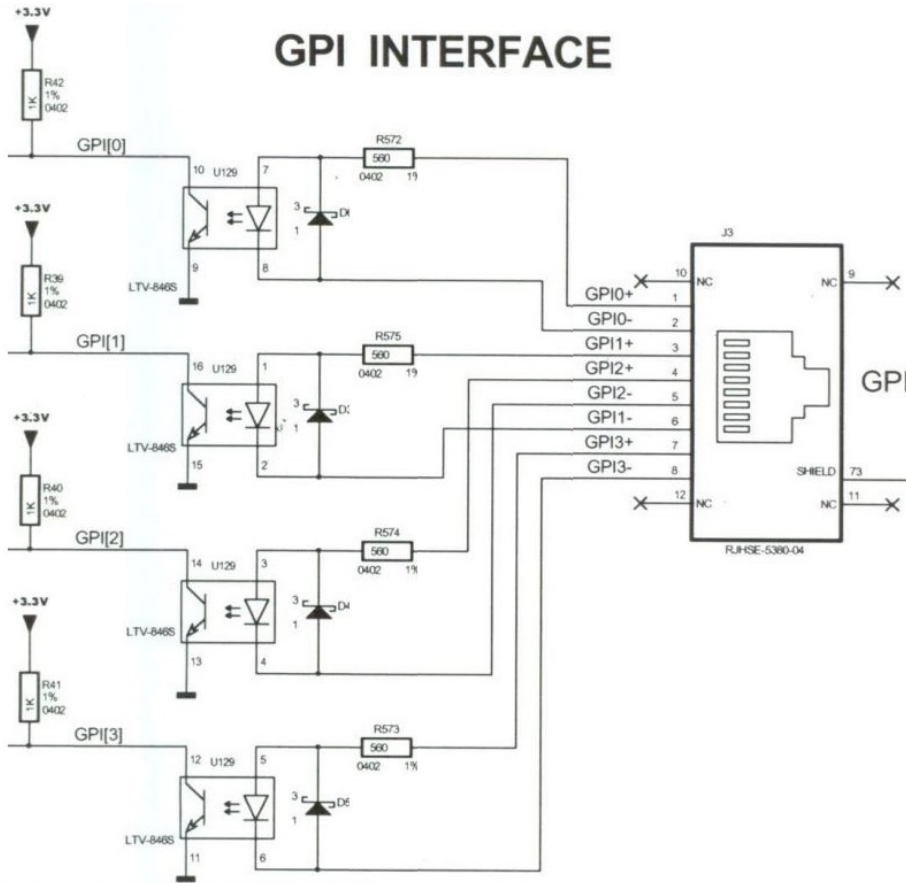 GPI INTERFACE
+3.3V
R42
1%
0402
1K
GPI[0]
10
U129
7
9
8
LTV-846S
3
1
R572
560
0402
+3.3V
R39
1%
0402
1K
GPI[1]
16
U129
1
15
2
LTV-846S
3
1
R575
560
0402
+3.3V
R40
1%
0402
1K
GPI[2]
14
U129
3
13
4
LTV-846S
3
1
D4
R574
560
0402
1%
+3.3V
R41
1%
0402
1K
GPI[3]
12
U129
5
11
6
LTV-846S
3
1
R573
560
0402
1%
J3
10
NC
NC
9
GPI0+
1
GPI0-
2
GPI1+
3
GPI2+
4
GPI2-
5
GPI1-
6
GPI3+
7
GPI3-
8
12
NC
SHIELD
73
NC
11
RJHSE-5380-04
GPI